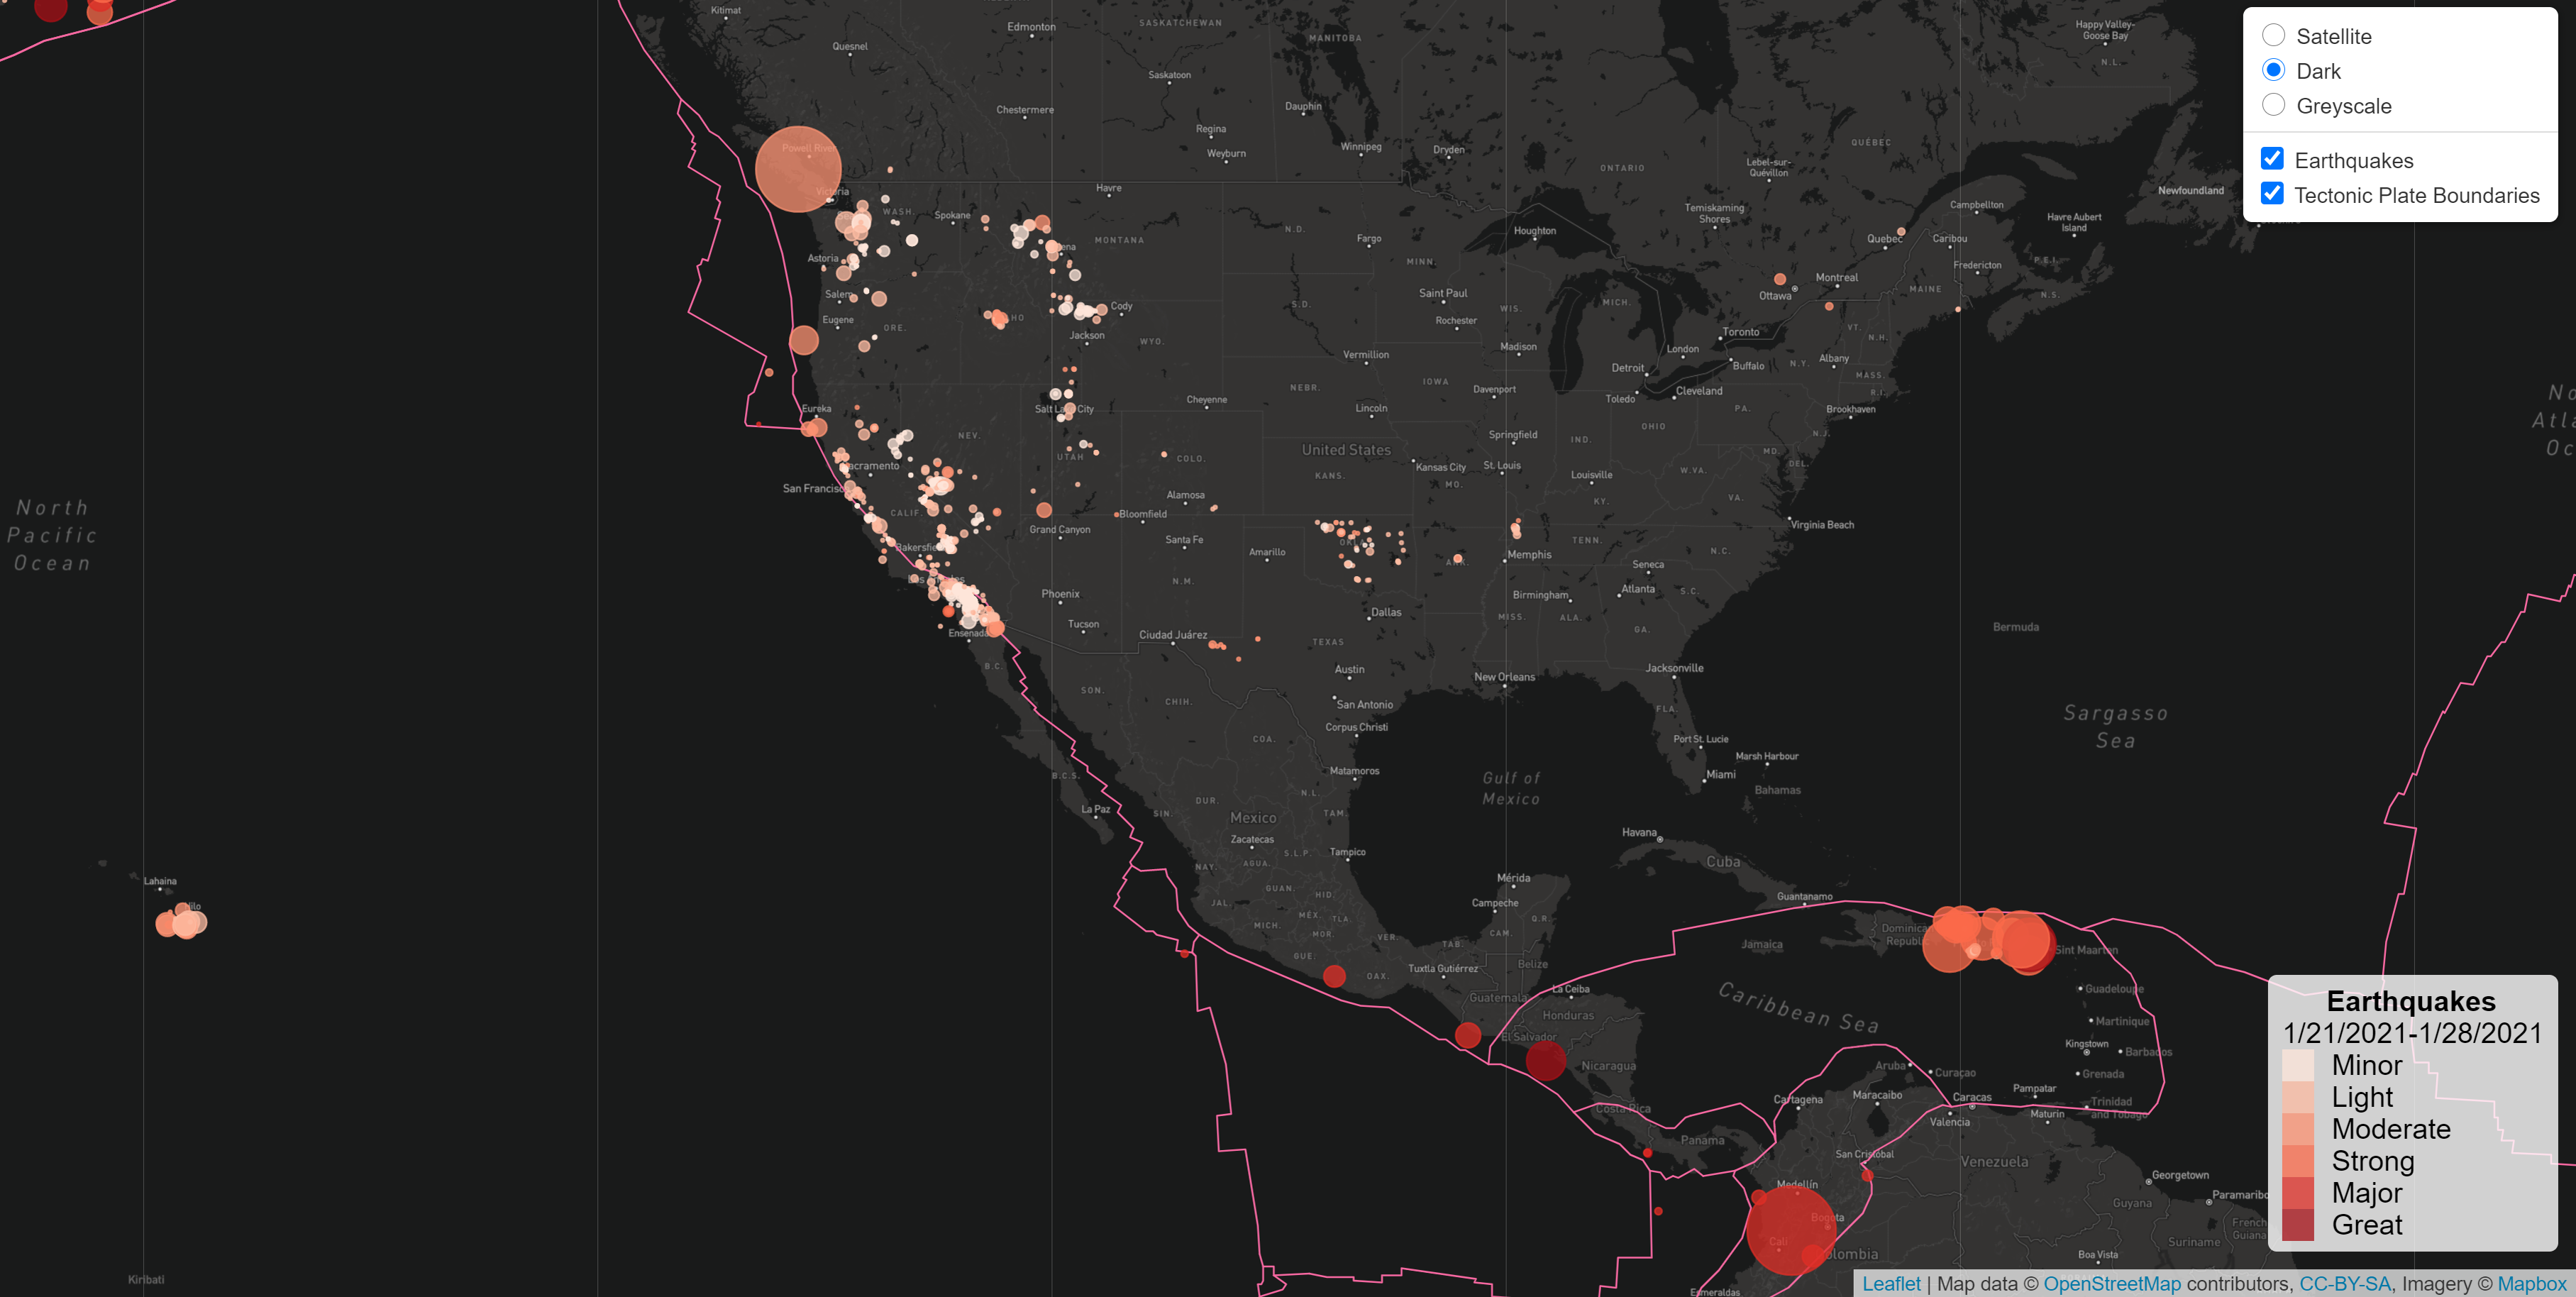 Kitimat
Edmonton
SASKATCHEWAN
MANITOBA
Quesnel
Saskatoon
Chestermere
Dauphin
Regina
Weyburn
Winnipeg
Dryden
ONTARIO
QUÉBEC
Lebel-sur-
Quévillon
Happy Valley-
Goose Bay
N.L.
Newfoundland
Satellite
Dark
Greyscale
Earthquakes
Tectonic Plate Boundaries
Powell River
Victoria
WASH.
Spokane
Havre
MONTANA
N.D.
Fargo
MINN.
Houghton
Temiskaming
Shores
Campbellton
Havre Aubert
Island
Quebec
Caribou
Fredericton
P.E.I.
N.S.
Astoria
Salem
Eugene
ORE.
Cody
Jackson
WYO.
S.D.
Saint Paul
Rochester
WIS.
MICH.
Madison
Ottawa
Montreal
MAINE
VT.
N.H.
Toronto
London
Detroit
Buffalo
N.Y.
Albany
MASS.
R.I.
Vermillion
NEBR.
IOWA
Davenport
Toledo
Cleveland
PA.
Brookhaven
N.J.
Eureka
Salt Lake City
Cheyenne
Lincoln
NEV.
UTAH
COLO.
United States
Springfield
IND.
OHIO
MD.
DEL.
Sacramento
San Francisco
CALIF.
Alamosa
KANS.
Kansas City
St. Louis
MO.
Louisville
KY.
W.VA.
VA.
Virginia Beach
Bloomfield
Grand Canyon
Santa Fe
Amarillo
OKLA.
ARK.
Memphis
TENN.
N.C.
Bakersfield
Los Angeles
N.M.
Phoenix
Tucson
Seneca
Birmingham
Atlanta
S.C.
Dallas
MISS.
ALA.
GA.
Ensenada
B.C.
Ciudad Juárez
TEXAS
Austin
San Antonio
New Orleans
Jacksonville
Bermuda
North
Pacific
Ocean
SON.
CHIH.
Corpus Christi
COA.
FLA.
Port St. Lucie
Marsh Harbour
Miami
Bahamas
Sargasso
Sea
B.C.S.
La Paz
SIN.
DUR.
N.L.
Matamoros
TAM.
Gulf of
Mexico
Mexico
Zacatecas
Tampico
NAY.
AGUA.
S.L.P.
Havana
Cuba
Guantanamo
Mérida
Campeche
Q.R.
CAM.
JAL.
GUAN.
HID.
MÉX.
TLA.
MICH.
MOR.
VER.
TAB.
GUE.
OAX.
Tuxtla Gutiérrez
Belize
Jamaica
Sint Maarten
Lahaina
Hilo
La Ceiba
Guatemala
Honduras
El Salvador
Nicaragua
Caribbean Sea
Guadeloupe
Martinique
Kingstown
Barbados
Grenada
Aruba
Curaçao
Pampatar
Trinidad
and Tobago
Costa Rica
Panama
Cartagena
Maracaibo
Caracas
Valencia
Maturin
San Cristóbal
Venezuela
Medellín
Bogota
Cali
Georgetown
Guyana
Paramaribo
Suriname
French
Guiana
Boa Vista
Esmeraldas
Kiribati
Earthquakes
1/21/2021-1/28/2021
Minor
Light
Moderate
Strong
Major
Great
Leaflet | Map data © OpenStreetMap contributors, CC-BY-SA, Imagery © Mapbox